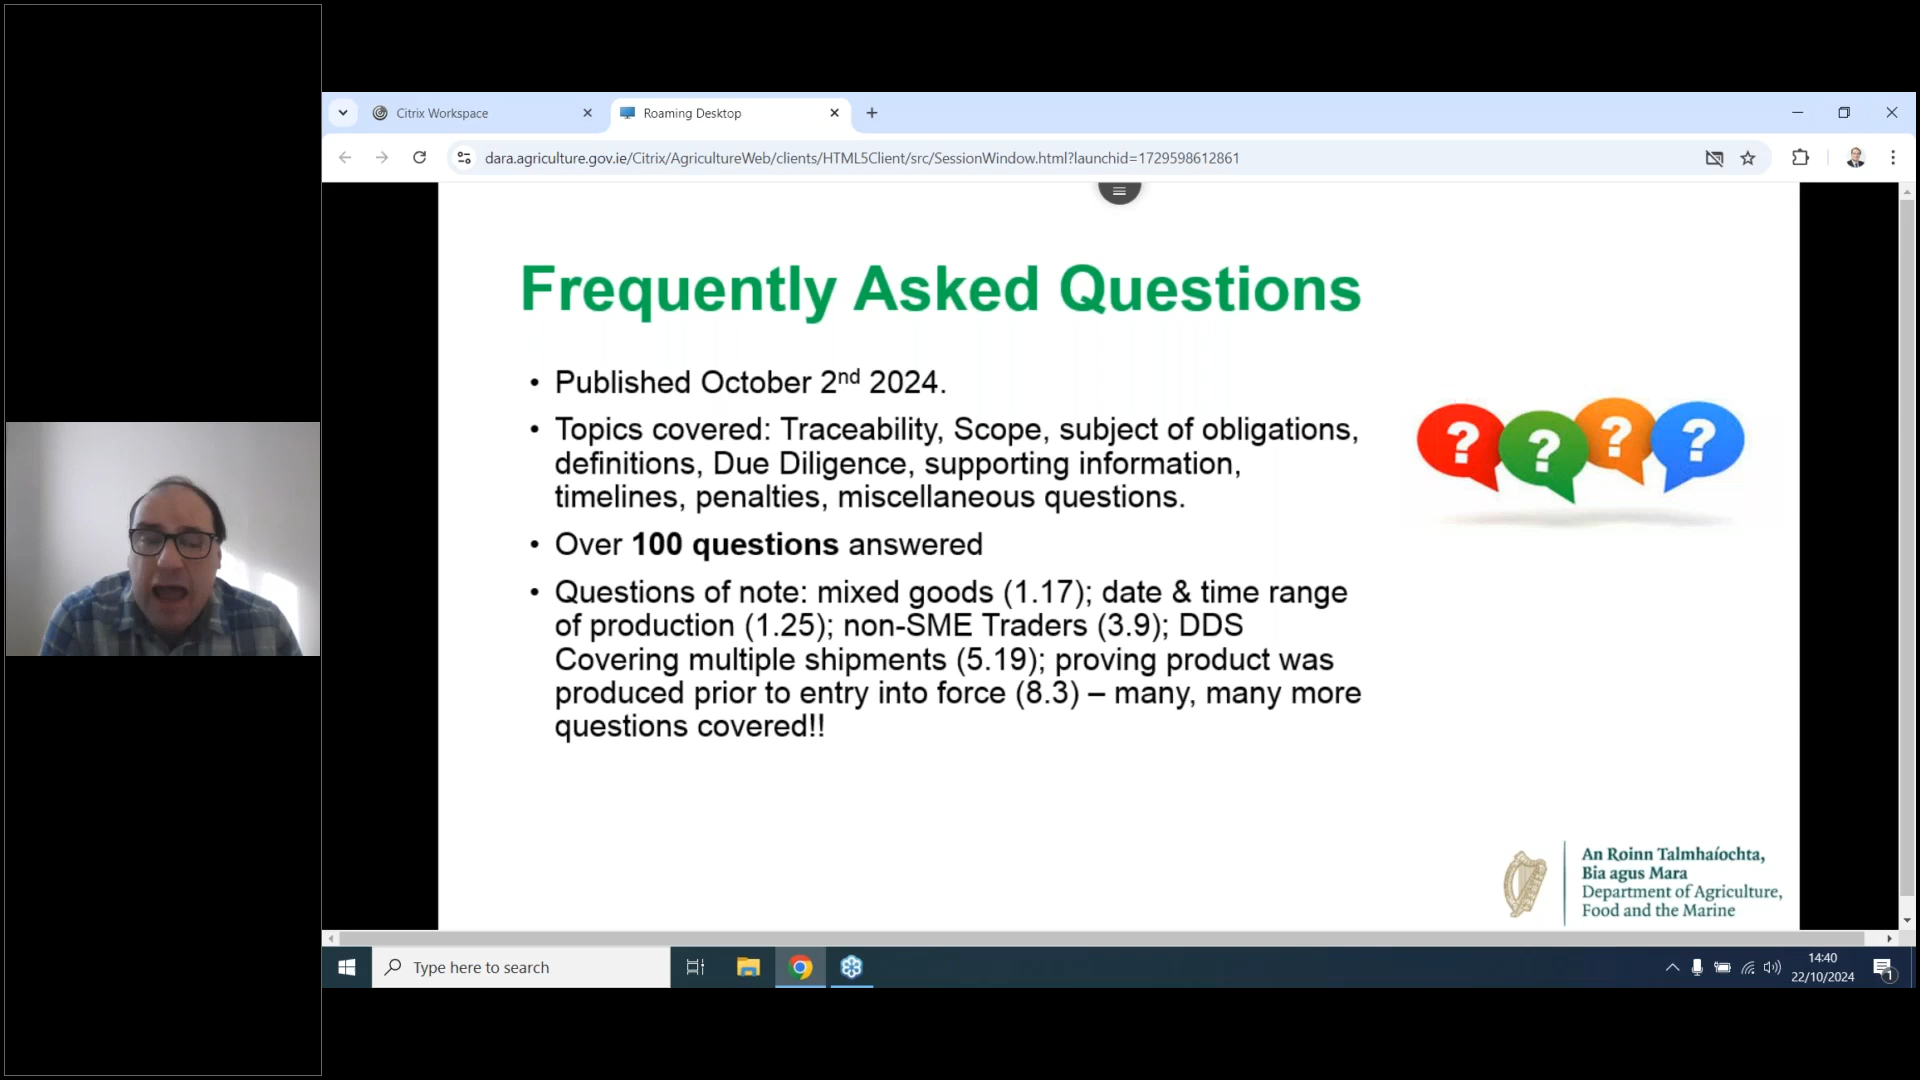 Citrix Workspace
Roaming Desktop
dara.agriculture.gov.ie/Citrix/AgricultureWeb/clients/HTML5Client/src/SessionWindow.html?launchid=1729598612861
Frequently Asked Questions
• Published October 2nd 2024.
• Topics covered: Traceability, Scope, subject of obligations,
definitions, Due Diligence, supporting information,
timelines, penalties, miscellaneous questions.
• Over 100 questions answered
• Questions of note: mixed goods (1.17); date & time range
of production (1.25); non-SME Traders (3.9); DDS
Covering multiple shipments (5.19); proving product was
produced prior to entry into force (8.3) – many, many more
questions covered!!
? ? ? ?
An Roinn Talmhaíochta,
Bia agus Mara
Department of Agriculture,
Food and the Marine
Type here to search
14:40
22/10/2024
1